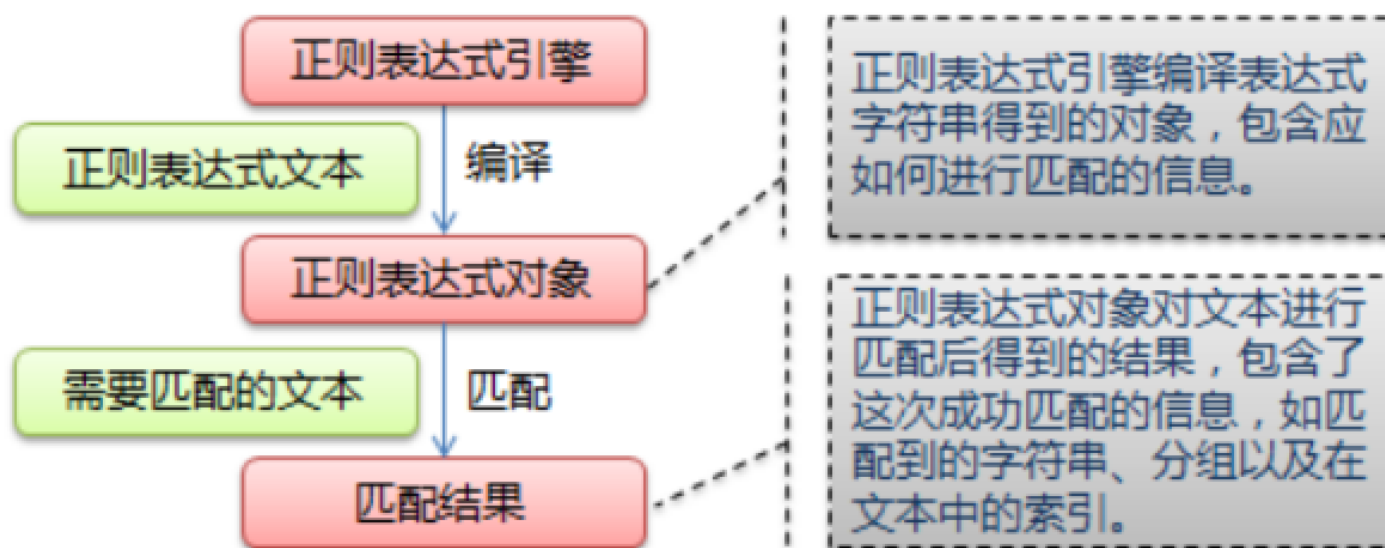 正则表达式引擎
正则表达式文本
编译
正则表达式对象
需要匹配的文本
匹配
匹配结果
正则表达式引擎编译表达式
字符串得到的对象，包含应
如何进行匹配的信息。
正则表达式对象对文本进行
匹配后得到的结果，包含了
这次成功匹配的信息，如匹
配到的字符串、分组以及在
文本中的索引。